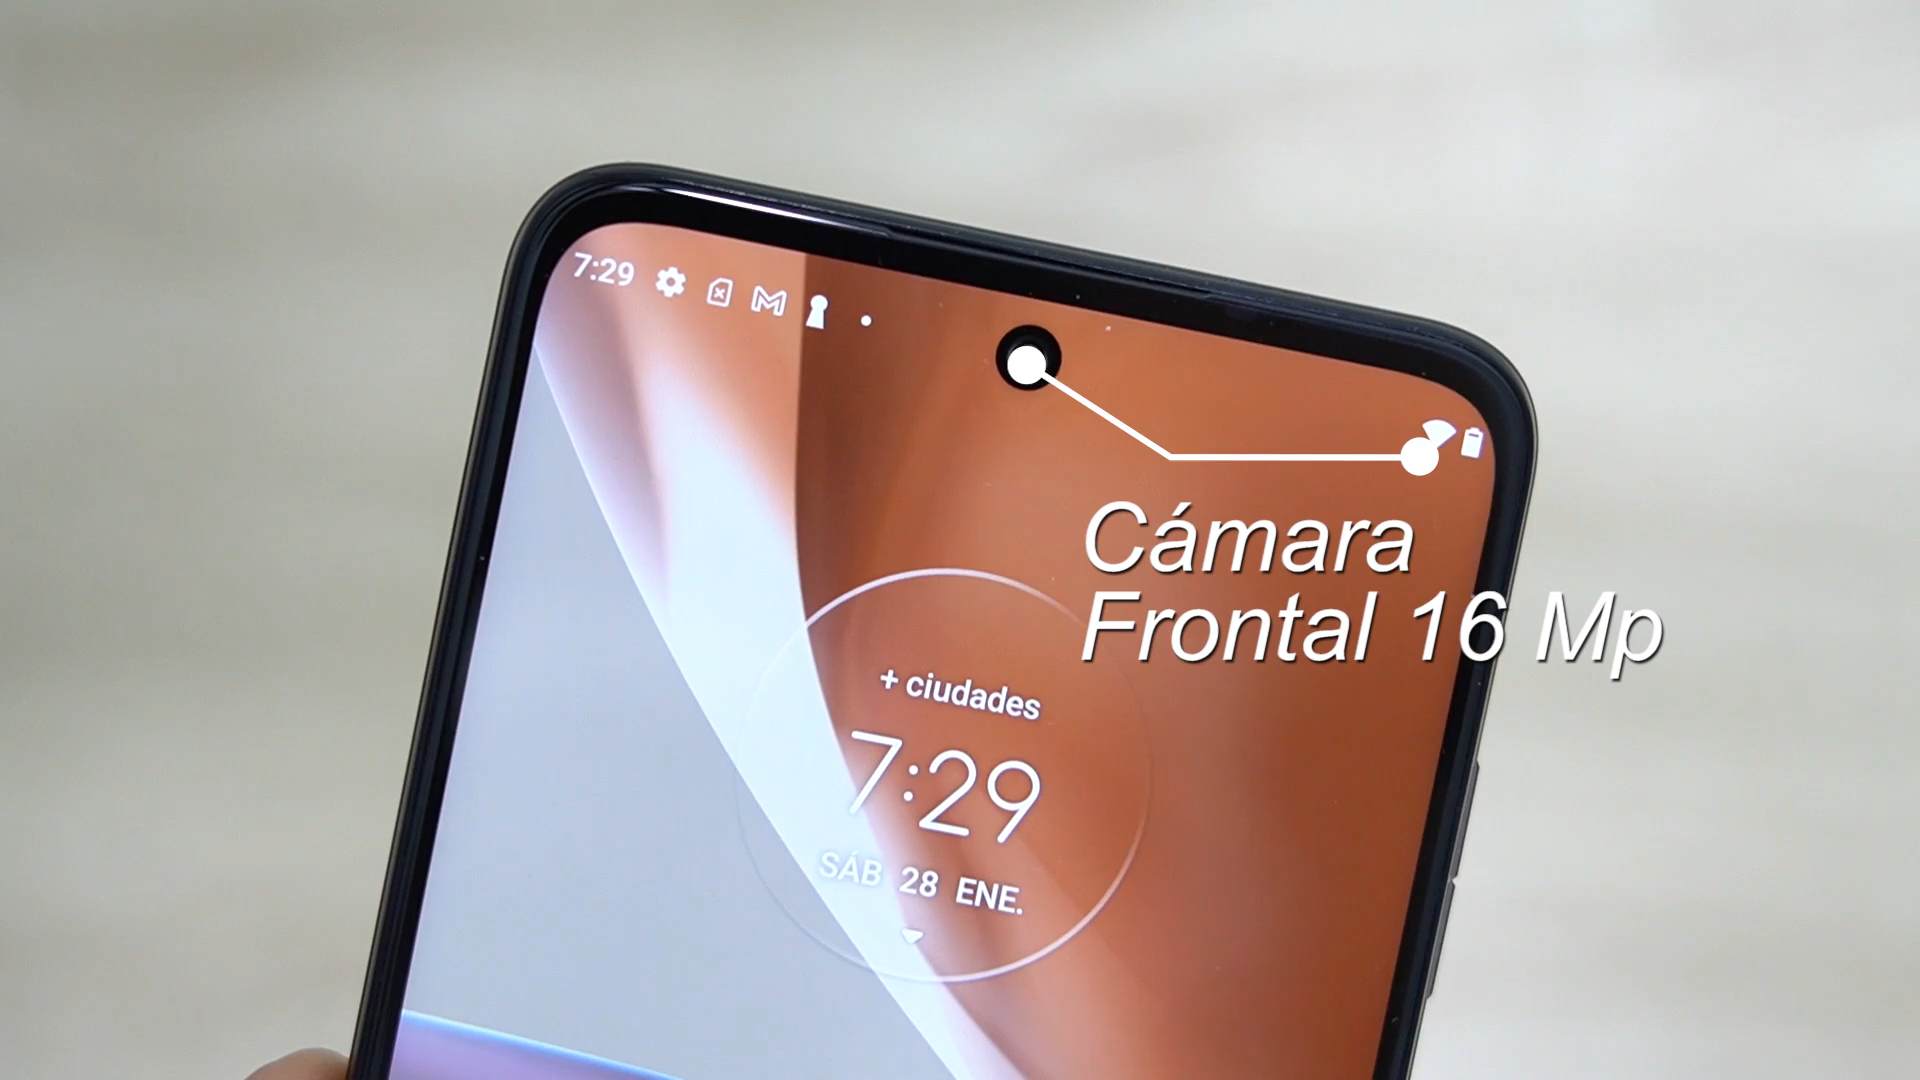 7:29
Cámara
Frontal 16 Mp
+ ciudades
7:29
SÁB 28 ENE.